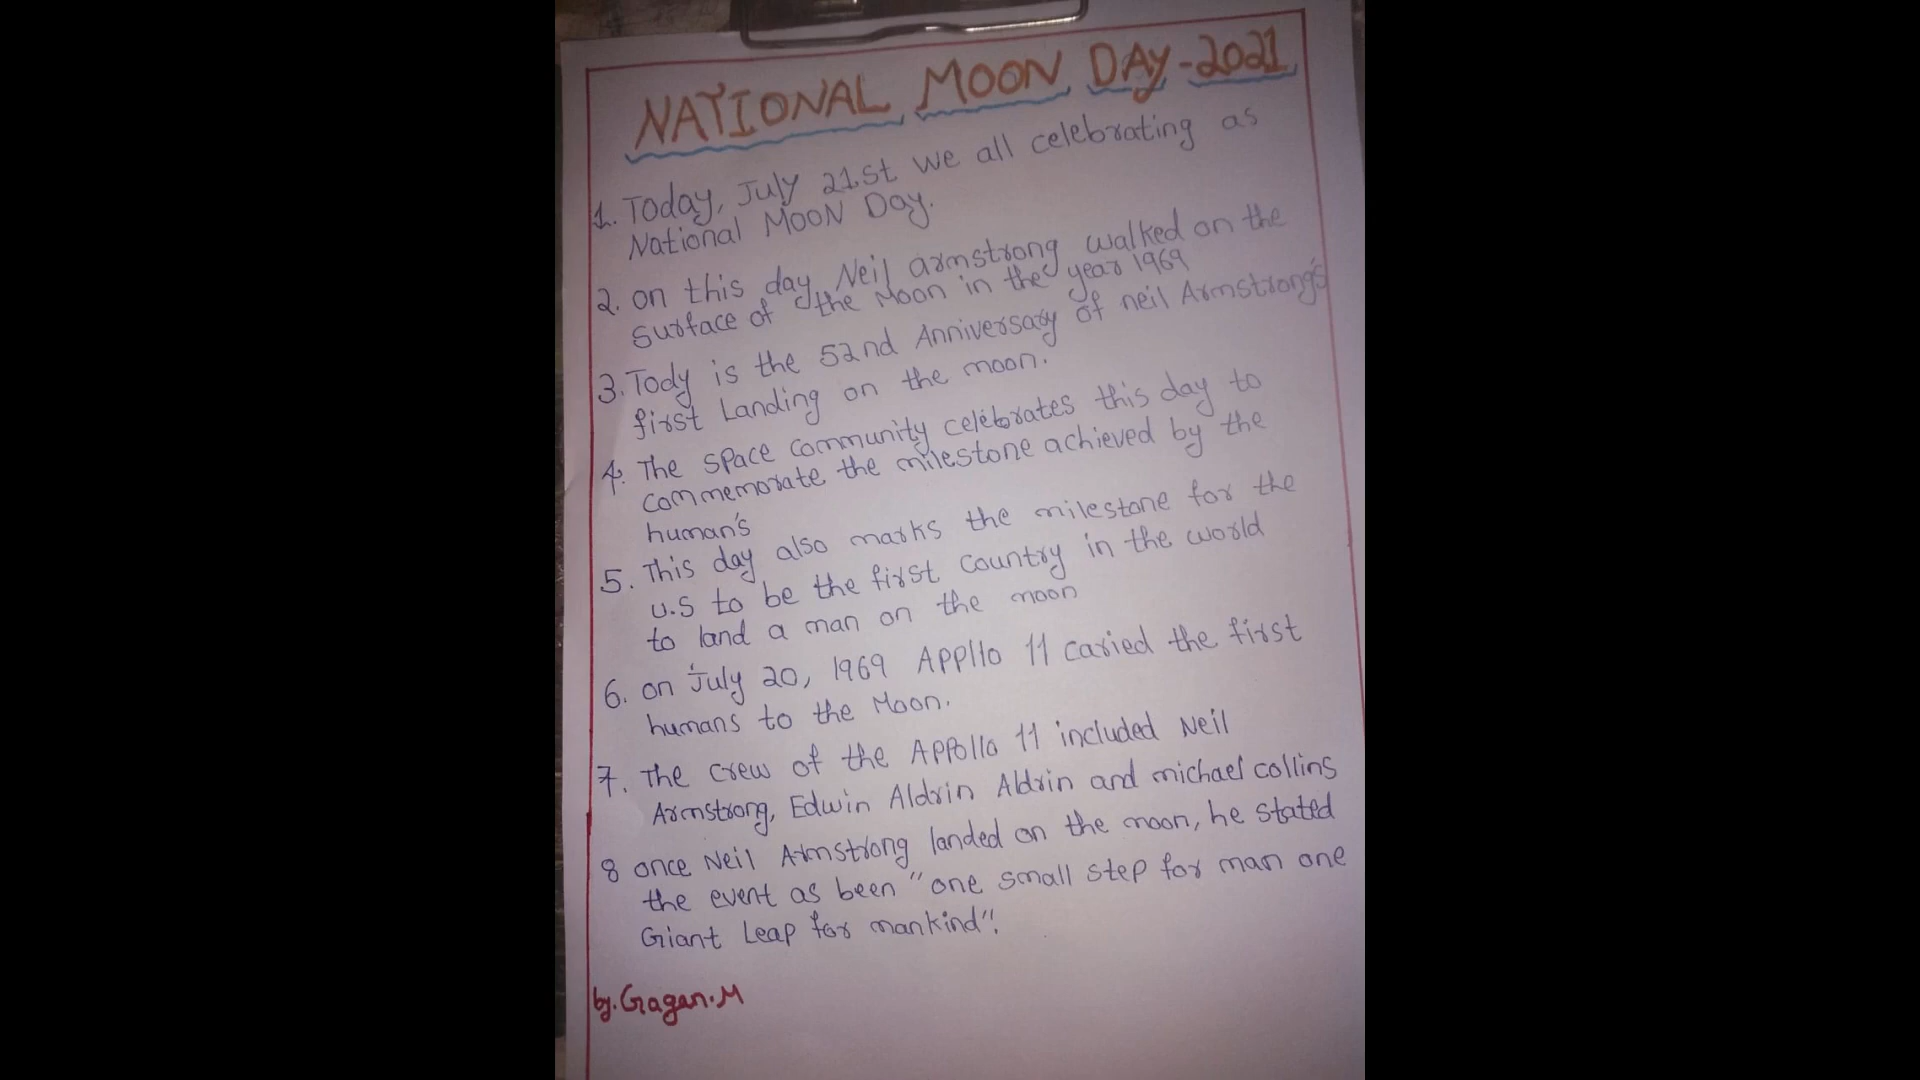 NATIONAL MOON DAY-2021
1. Today, July 21st we all celebrating as
National MOON Day.
2. on this day Neil armstrong walked on the
surface of the Moon in the year 1969
3. Tody is the 52nd Anniversary of neil Armstrong's
first Landing on the moon.
4. The space community celebrates this day to
commemorate the milestone achieved by the
human's
5. This day also marks the milestone for the
U.S to be the first country in the world
to land a man on the moon
6. on July 20, 1969 Appllo 11 caried the first
humans to the Moon.
7. The crew of the Appollo 11 included Neil
Armstrong, Edwin Aldrin Aldrin and michael collins
8 once Neil Armstrong landed on the moon, he stated
the event as been "one small step for man one
Giant Leap for mankind".
by. Gagan.M